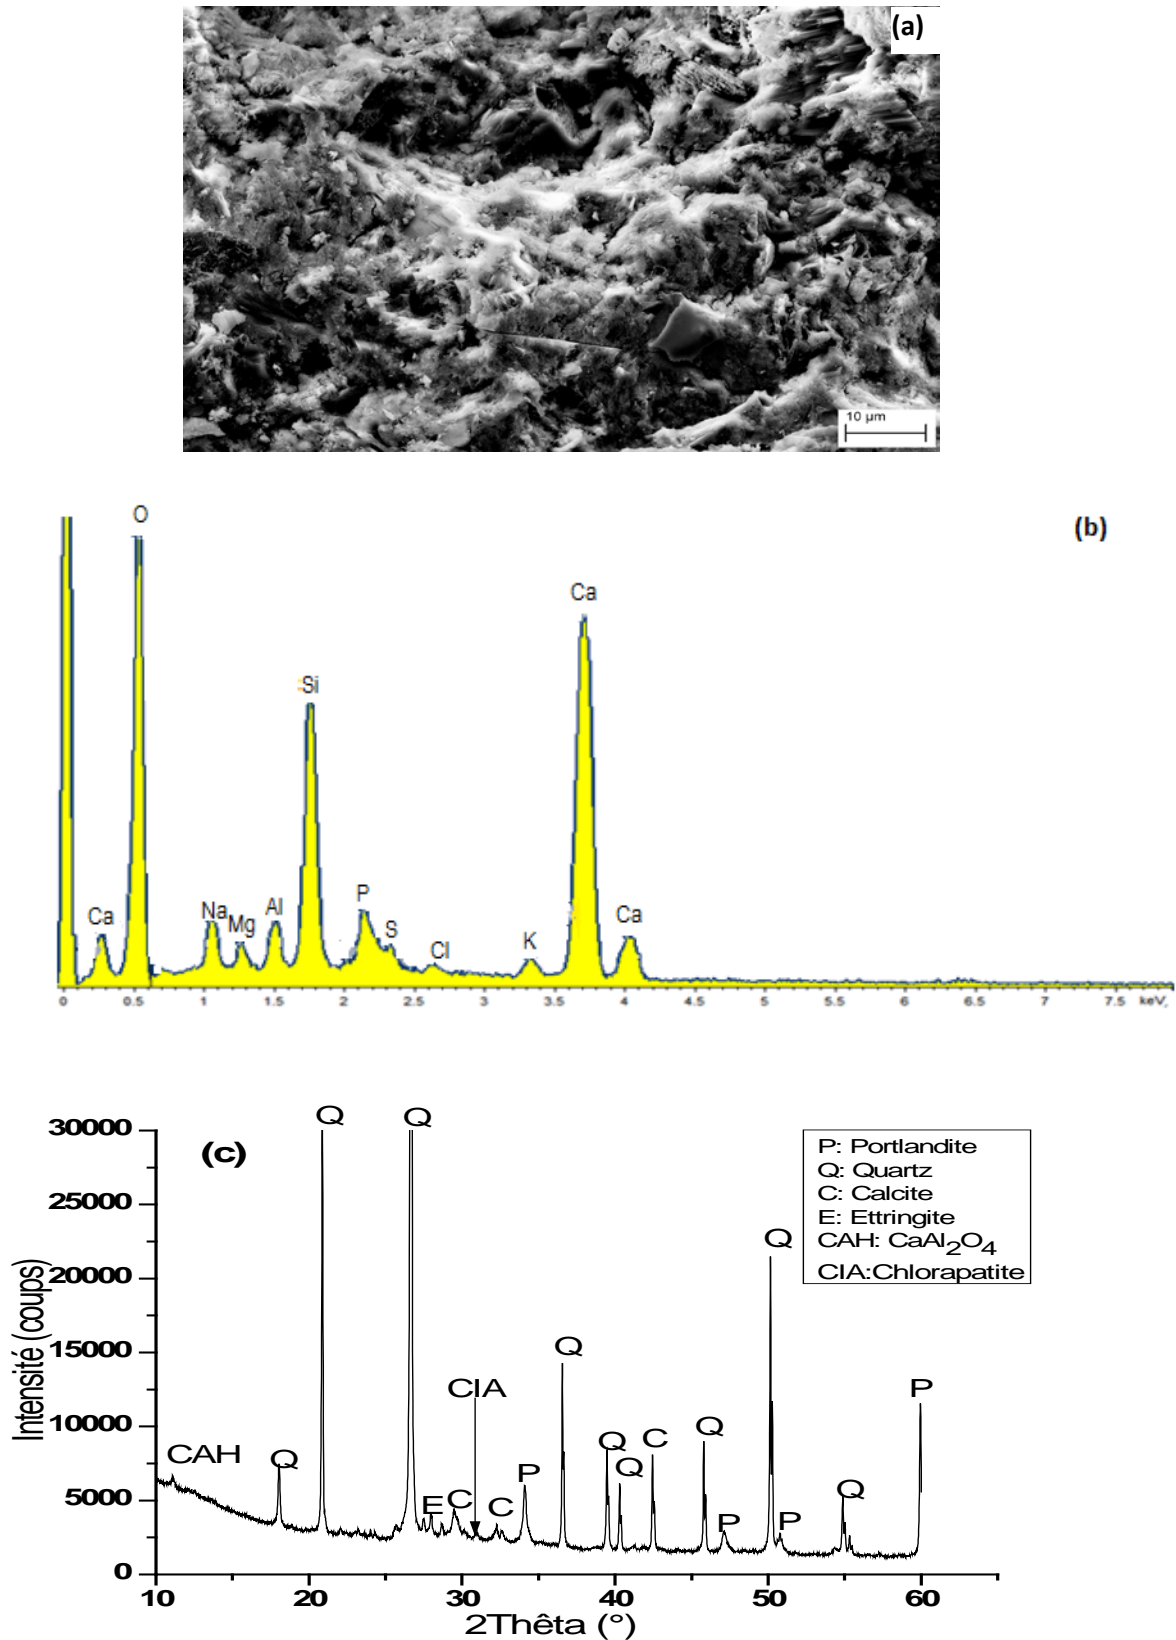 (a)
10 µm
(b)
O
Ca
Si
Ca
Na
Mg
Al
P
S
Cl
K
Ca
0 0.5 1 1.5 2 2.5 3 3.5 4 4.5 5 5.5 6 6.5 7 7.5 keV
(c)
Q
Q
P: Portlandite
Q: Quartz
C: Calcite
E: Ettringite
CAH: CaAl2O4
ClA:Chlorapatite
Q
Q
ClA
P
CAH
Q
Q
Q
C
Q
P
E
C
C
P
P
Q
30000
25000
20000
15000
10000
5000
0
Intensité (coups)
10 20 30 40 50 60
2Thêta (°)